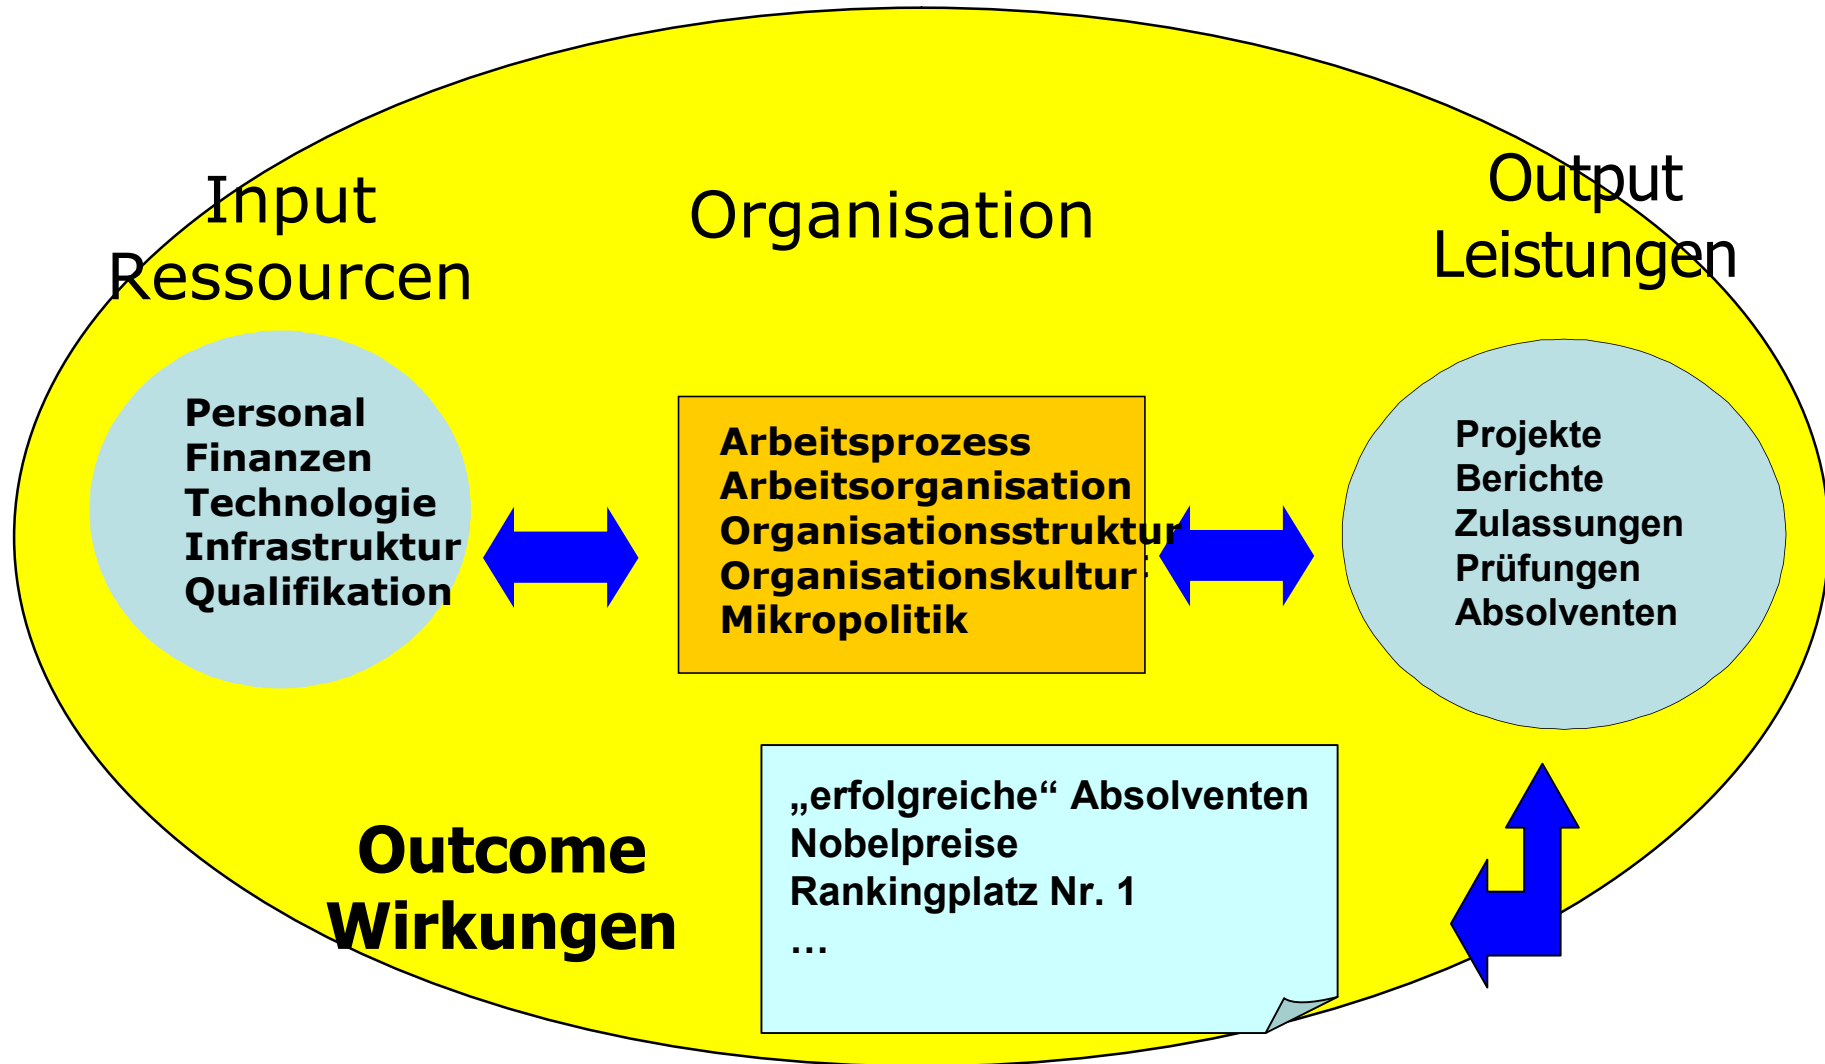 Input
Ressourcen
Organisation
Output
Leistungen
Personal
Finanzen
Technologie
Infrastruktur
Qualifikation
Arbeitsprozess
Arbeitsorganisation
Organisationsstruktur
Organisationskultur
Mikropolitik
Projekte
Berichte
Zulassungen
Prüfungen
Absolventen
Outcome
Wirkungen
„erfolgreiche“ Absolventen
Nobelpreise
Rankingplatz Nr. 1
…